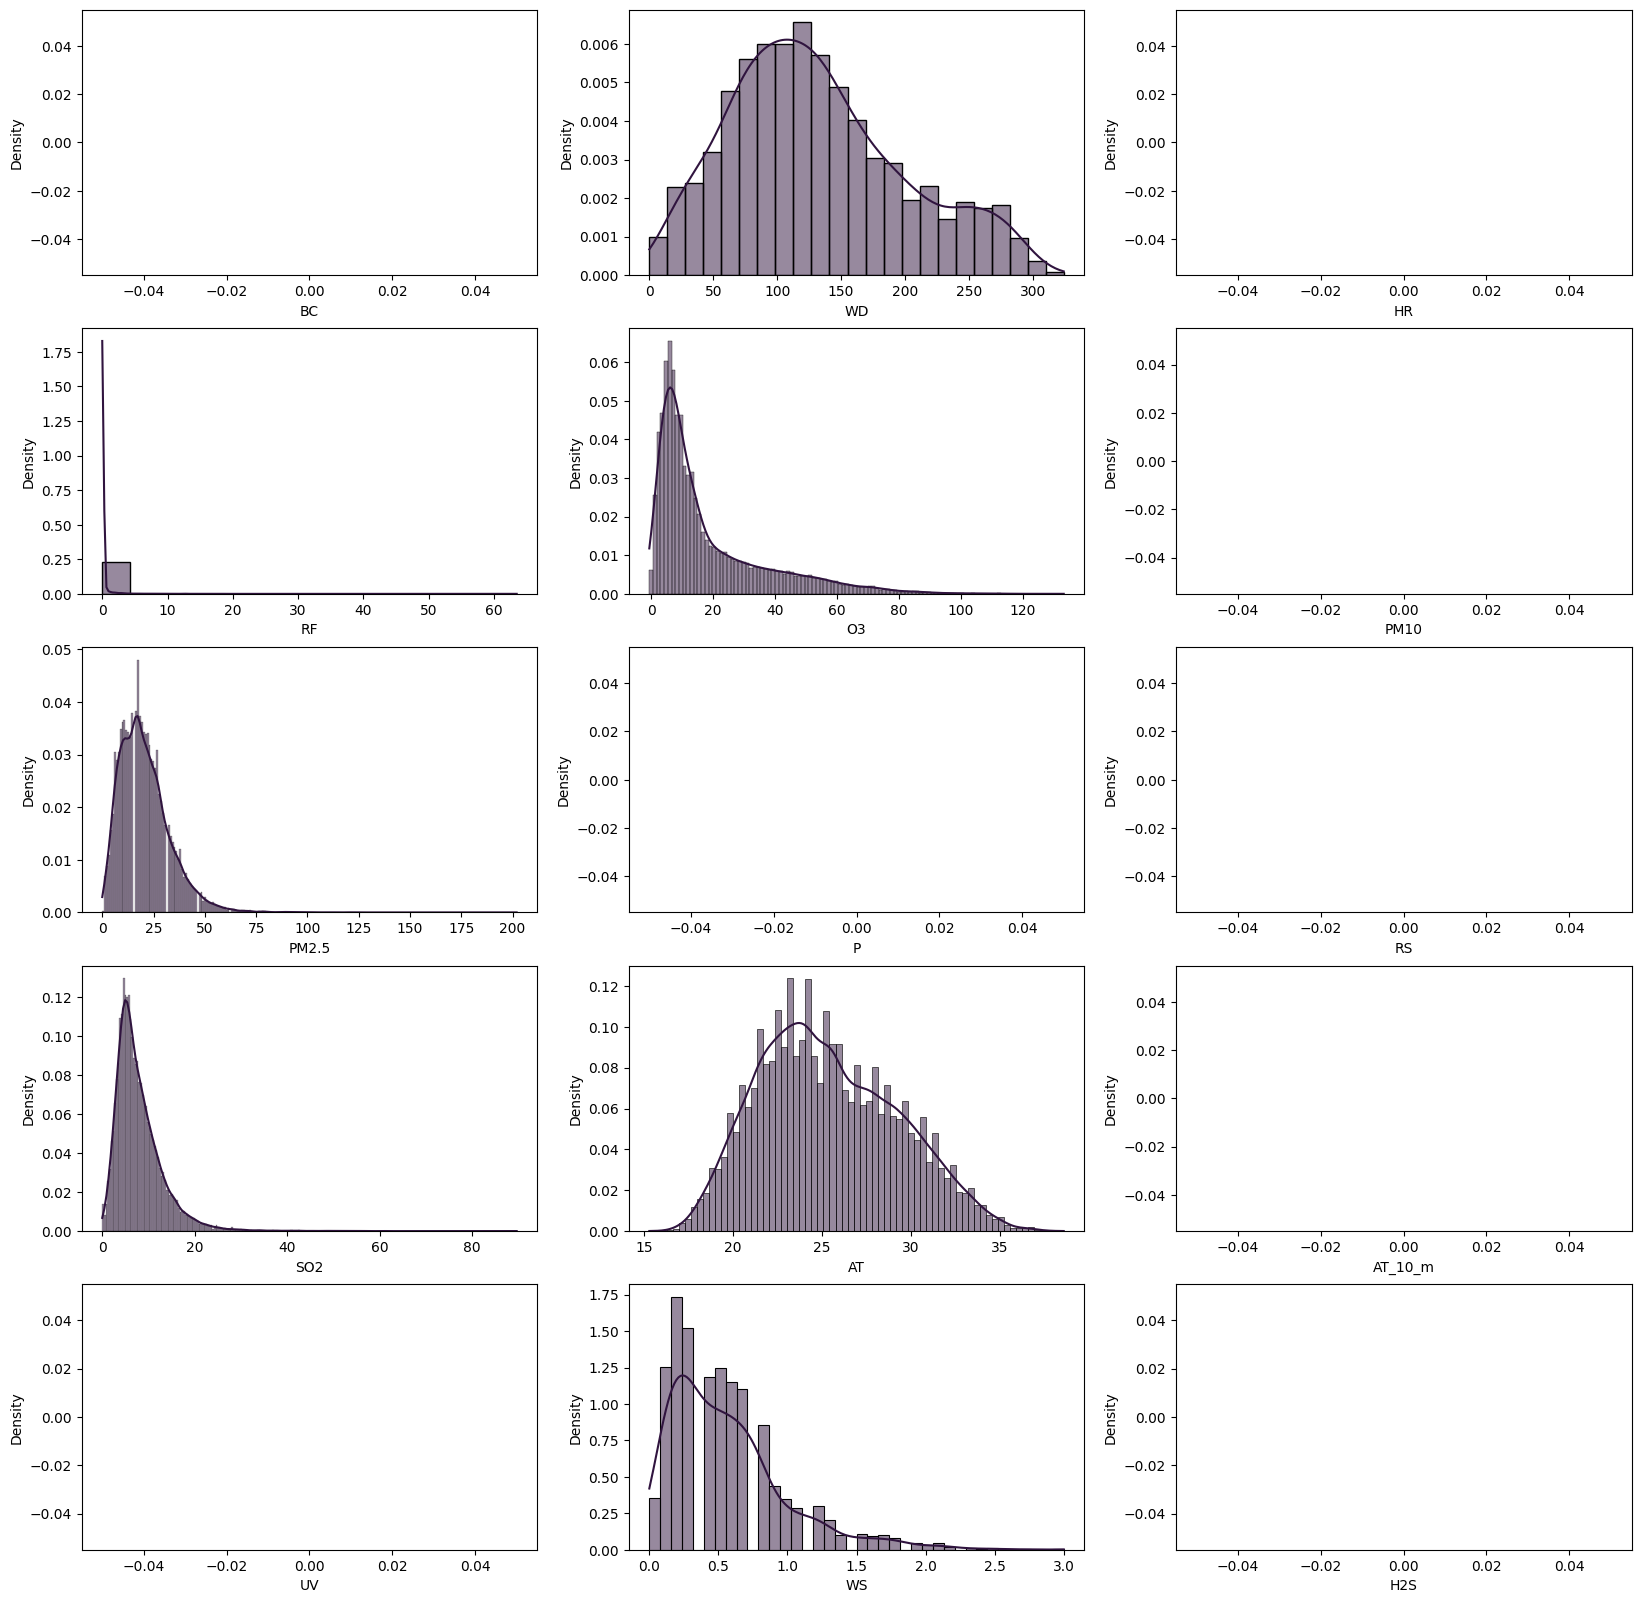 0.04
0.02
0.00
−0.02
−0.04
Density
−0.04 −0.02 0.00 0.02 0.04
BC
0.006
0.005
0.004
0.003
0.002
0.001
0.000
Density
0 50 100 150 200 250 300
WD
0.04
0.02
0.00
−0.02
−0.04
Density
−0.04 −0.02 0.00 0.02 0.04
HR
1.75
1.50
1.25
1.00
0.75
0.50
0.25
0.00
Density
0 10 20 30 40 50 60
RF
0.06
0.05
0.04
0.03
0.02
0.01
0.00
Density
0 20 40 60 80 100 120
O3
0.04
0.02
0.00
−0.02
−0.04
Density
−0.04 −0.02 0.00 0.02 0.04
PM10
0.05
0.04
0.03
0.02
0.01
0.00
Density
0 25 50 75 100 125 150 175 200
PM2.5
0.04
0.02
0.00
−0.02
−0.04
Density
−0.04 −0.02 0.00 0.02 0.04
P
0.04
0.02
0.00
−0.02
−0.04
Density
−0.04 −0.02 0.00 0.02 0.04
RS
0.12
0.10
0.08
0.06
0.04
0.02
0.00
Density
0 20 40 60 80
SO2
0.12
0.10
0.08
0.06
0.04
0.02
0.00
Density
15 20 25 30 35
AT
0.04
0.02
0.00
−0.02
−0.04
Density
−0.04 −0.02 0.00 0.02 0.04
AT_10_m
0.04
0.02
0.00
−0.02
−0.04
Density
−0.04 −0.02 0.00 0.02 0.04
UV
1.75
1.50
1.25
1.00
0.75
0.50
0.25
0.00
Density
0.0 0.5 1.0 1.5 2.0 2.5 3.0
WS
0.04
0.02
0.00
−0.02
−0.04
Density
−0.04 −0.02 0.00 0.02 0.04
H2S